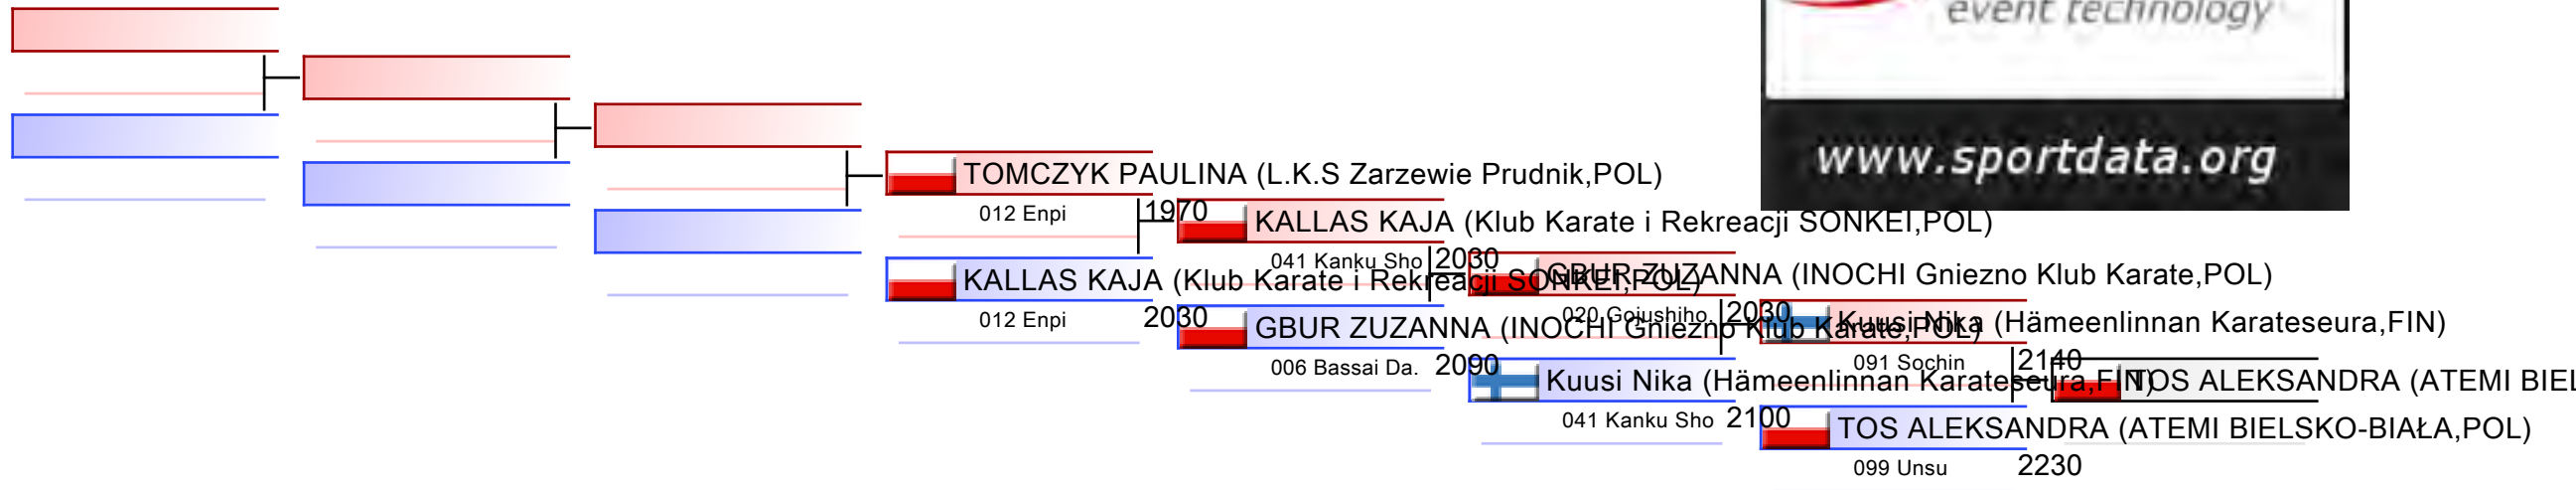 event technology
www.sportdata.org
TOMCZYK PAULINA (L.K.S Zarzewie Prudnik,POL)
012 Enpi 1970
KALLAS KAJA (Klub Karate i Rekreacji SONKEI,POL)
041 Kanku Sho 2030
KALLAS KAJA (Klub Karate i Rekreacji SONKEI,POL)
012 Enpi 2030
GBUR ZUZANNA (INOCHI Gniezno Klub Karate,POL)
020 Gojushiho. 2030
GBUR ZUZANNA (INOCHI Gniezno Klub Karate,POL)
006 Bassai Da. 2090
Kuusi Nika (Hämeenlinnan Karateseura,FIN)
091 Sochin 2140
Kuusi Nika (Hämeenlinnan Karateseura,FIN)
041 Kanku Sho 2100
TOS ALEKSANDRA (ATEMI BIEL
TOS ALEKSANDRA (ATEMI BIELSKO-BIAŁA,POL)
099 Unsu 2230